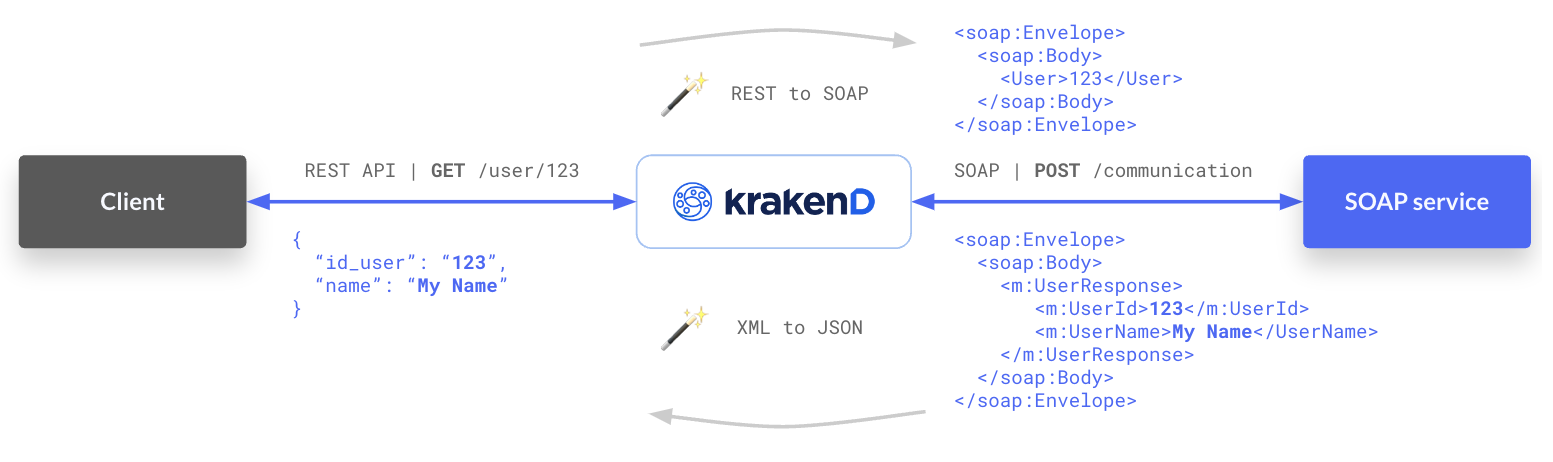 <soap:Envelope>
<soap:Body>
<User>123</User>
</soap:Body>
</soap:Envelope>
REST to SOAP
Client
REST API | GET /user/123
krakenD
SOAP | POST /communication
SOAP service
{
“id_user”: “123”,
“name”: “My Name”
}
XML to JSON
<soap:Envelope>
<soap:Body>
<m:UserResponse>
<m:UserId>123</m:UserId>
<m:UserName>My Name</UserName>
</m:UserResponse>
</soap:Body>
</soap:Envelope>